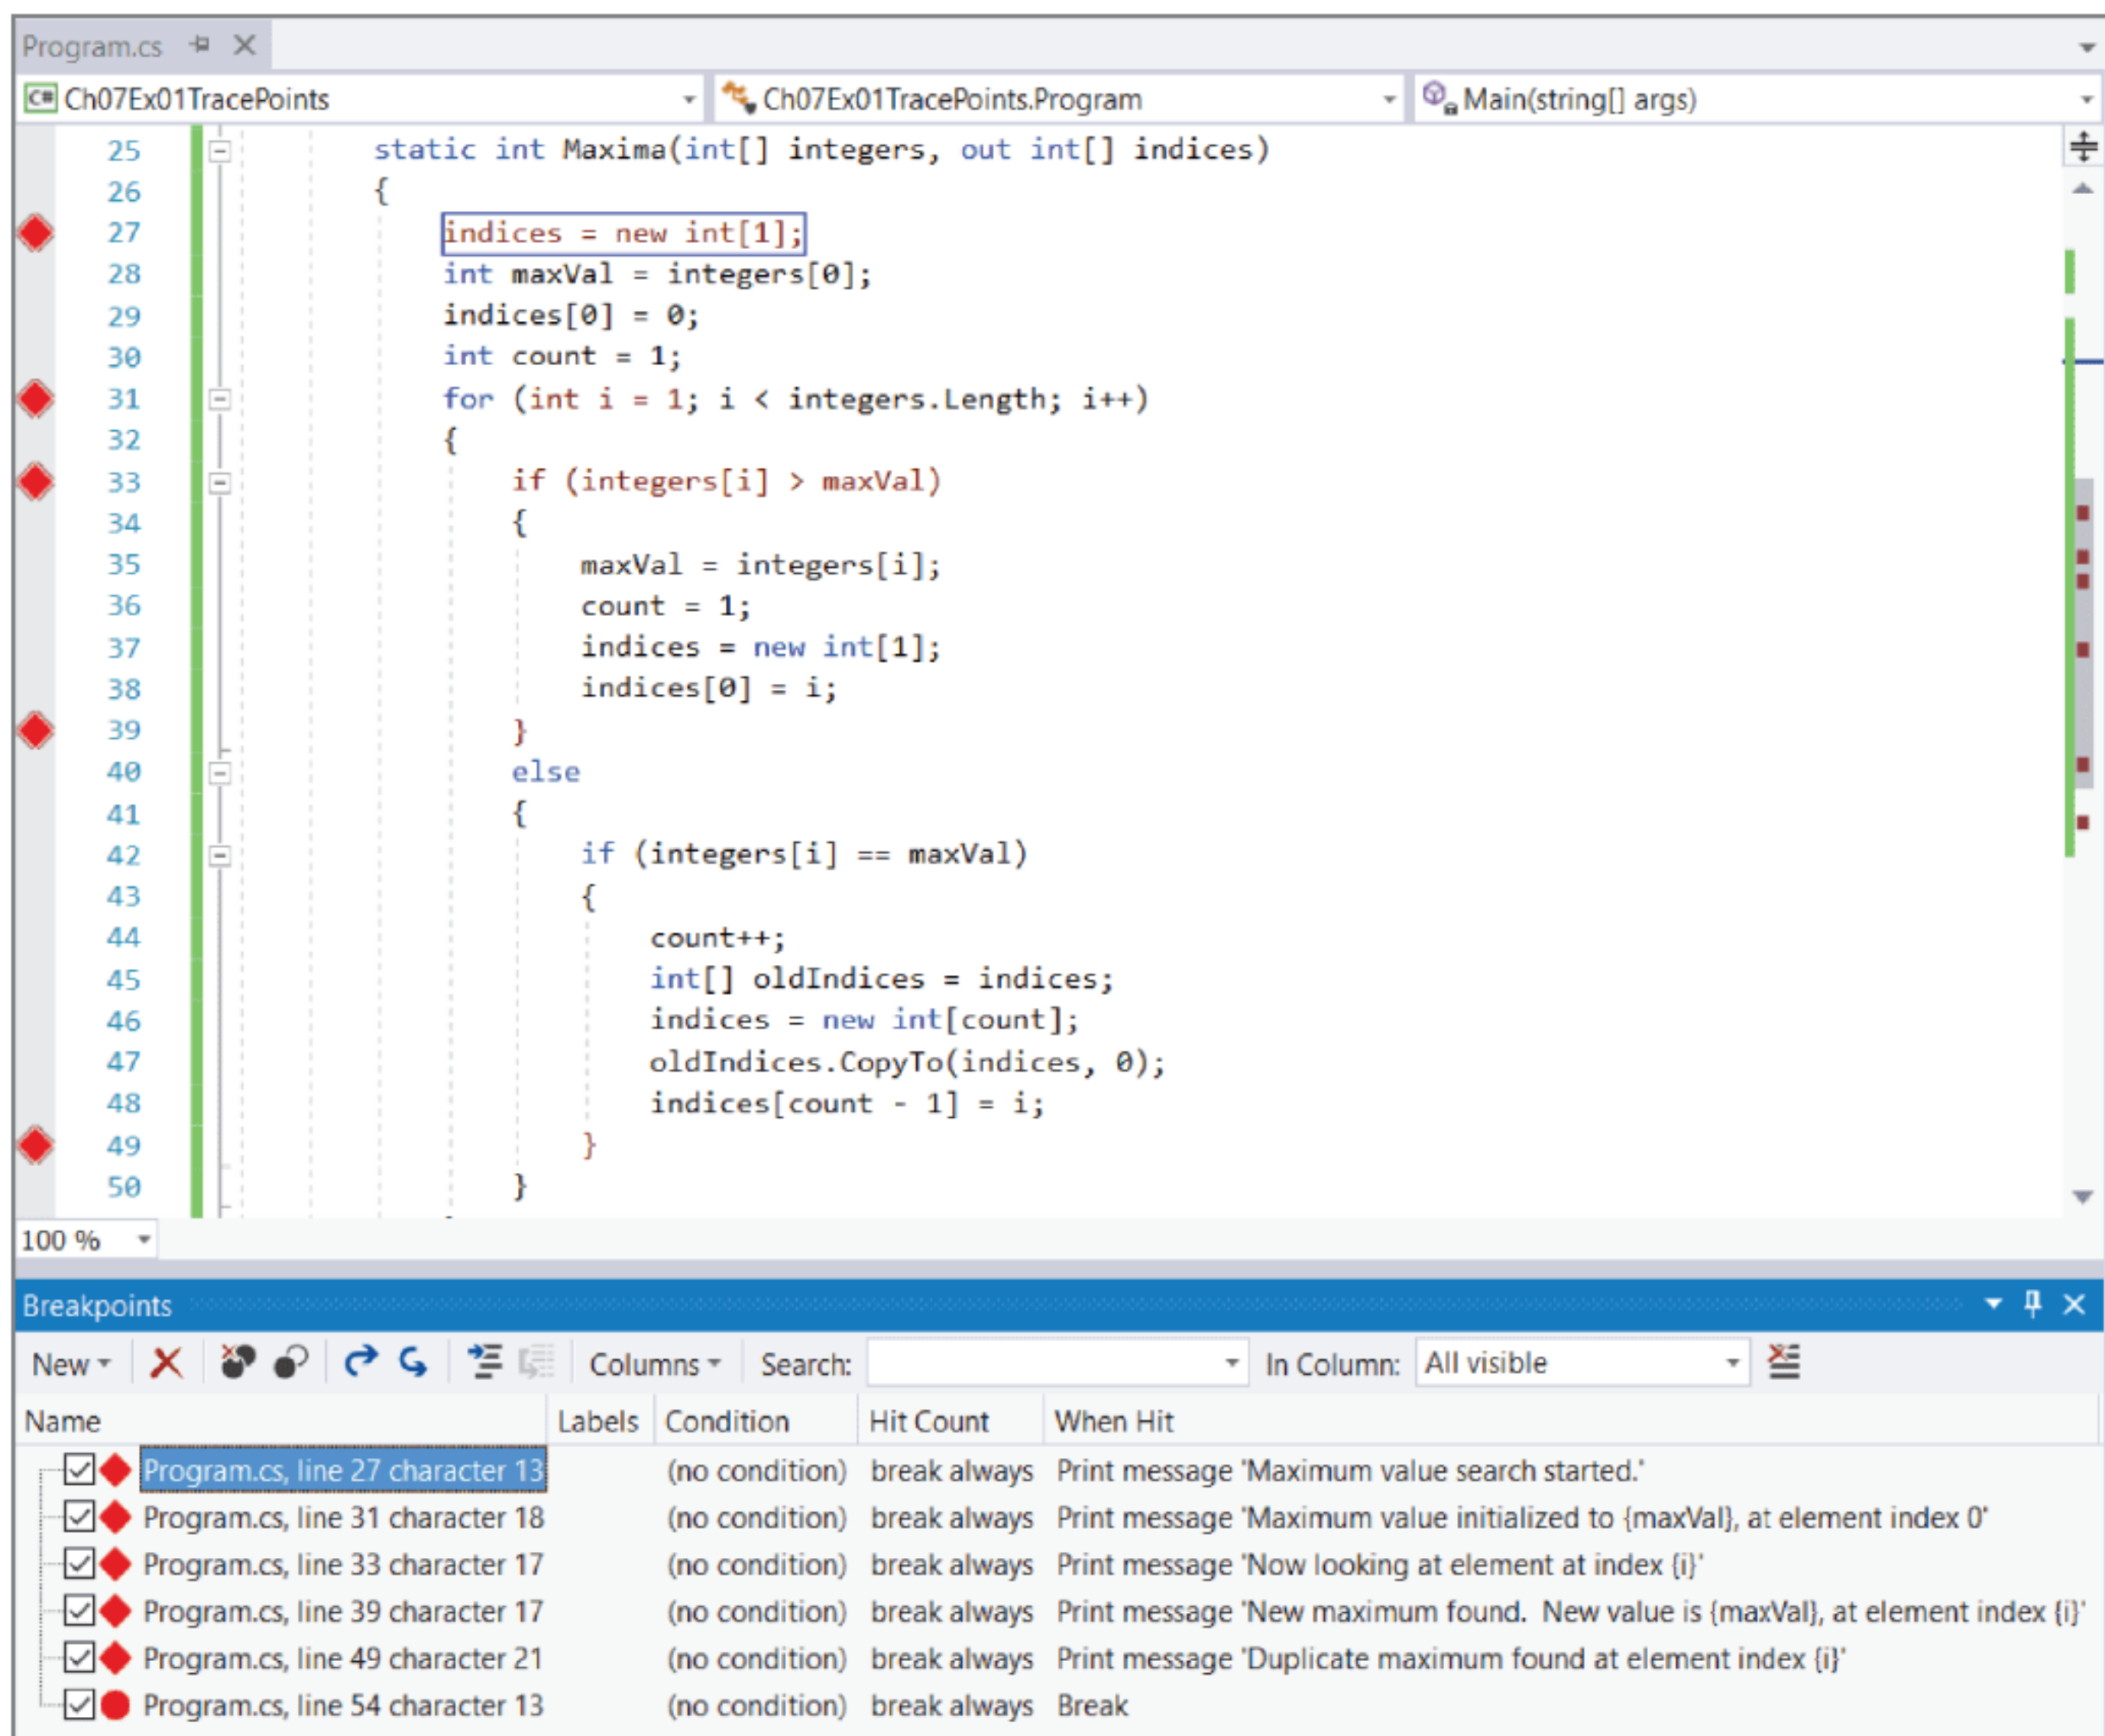 Program.cs
C# Ch07Ex01TracePoints Ch07Ex01TracePoints.Program Main(string[] args)
25 static int Maxima(int[] integers, out int[] indices)
26 {
27 indices = new int[1];
28 int maxVal = integers[0];
29 indices[0] = 0;
30 int count = 1;
31 for (int i = 1; i < integers.Length; i++)
32 {
33 if (integers[i] > maxVal)
34 {
35 maxVal = integers[i];
36 count = 1;
37 indices = new int[1];
38 indices[0] = i;
39 }
40 else
41 {
42 if (integers[i] == maxVal)
43 {
44 count++;
45 int[] oldIndices = indices;
46 indices = new int[count];
47 oldIndices.CopyTo(indices, 0);
48 indices[count - 1] = i;
49 }
50 }
100 %
Breakpoints
New Columns Search: In Column: All visible
Name Labels Condition Hit Count When Hit
Program.cs, line 27 character 13 (no condition) break always Print message 'Maximum value search started.'
Program.cs, line 31 character 18 (no condition) break always Print message 'Maximum value initialized to {maxVal}, at element index 0'
Program.cs, line 33 character 17 (no condition) break always Print message 'Now looking at element at index {i}'
Program.cs, line 39 character 17 (no condition) break always Print message 'New maximum found.  New value is {maxVal}, at element index {i}'
Program.cs, line 49 character 21 (no condition) break always Print message 'Duplicate maximum found at element index {i}'
Program.cs, line 54 character 13 (no condition) break always Break